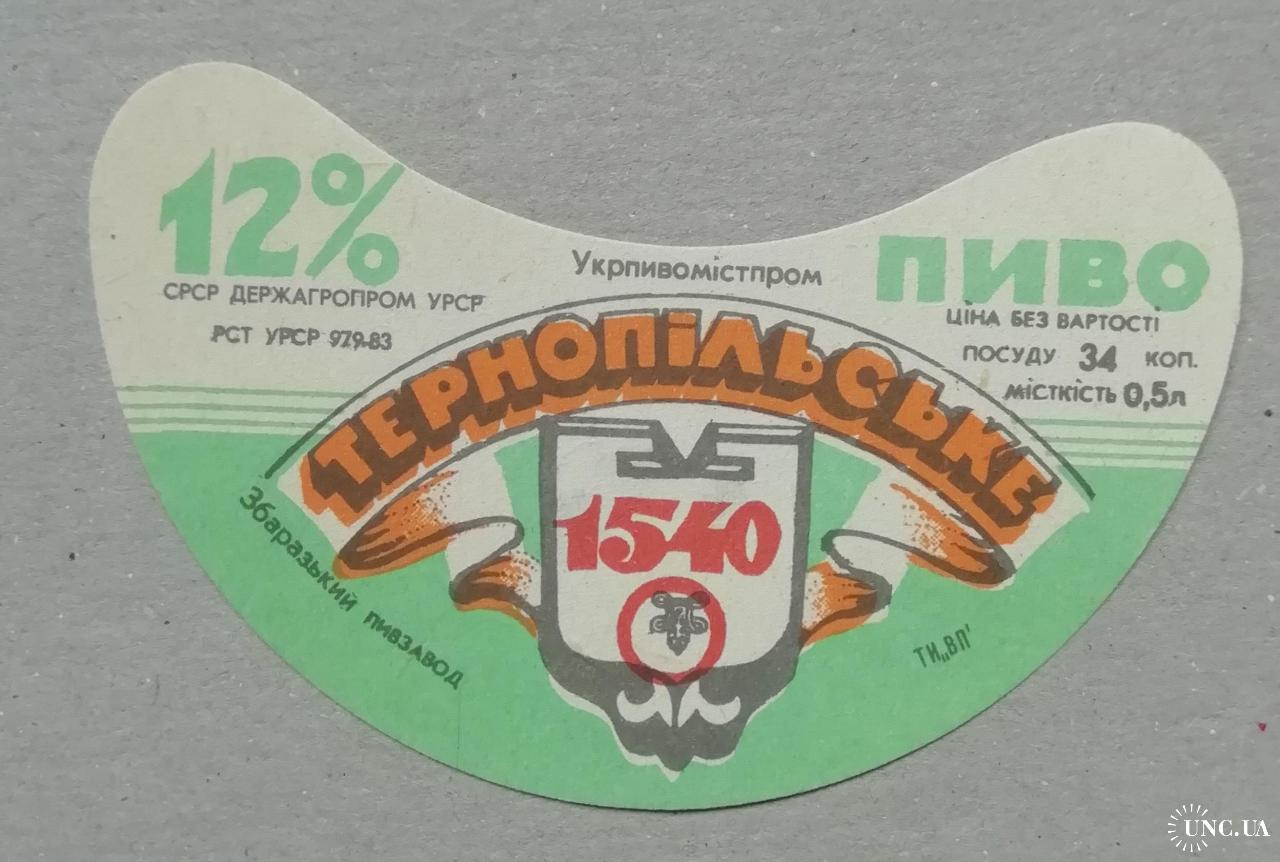 12%
СРСР ДЕРЖАГРОПРОМ УРСР
РСТ УРСР 979-83
Укрпивомістпром
ПИВО
ЦІНА БЕЗ ВАРТОСТІ
ПОСУДУ 34 КОП.
місткість 0,5л
ТЕРНОПІЛЬСЬКЕ
1540
Збаразький пивзавод
ТИ„ВП'
UNC.UA